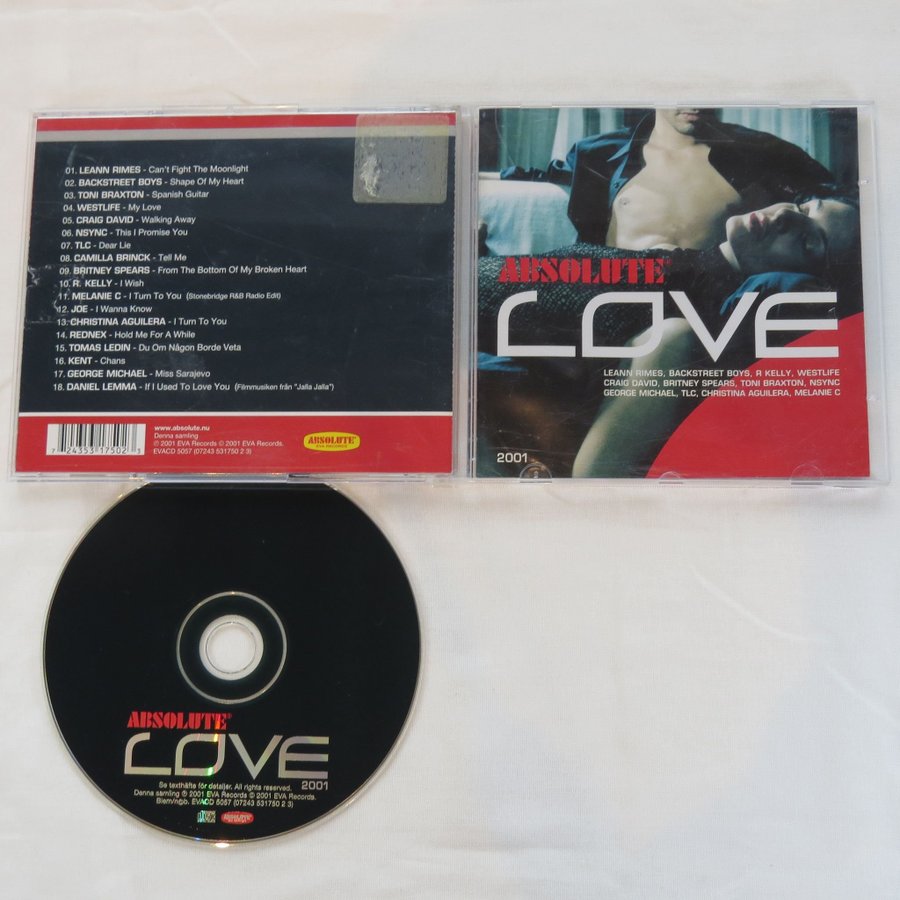 01. LEANN RIMES - Can't Fight The Moonlight
02. BACKSTREET BOYS - Shape Of My Heart
03. TONI BRAXTON - Spanish Guitar
04. WESTLIFE - My Love
05. CRAIG DAVID - Walking Away
06. NSYNC - This I Promise You
07. TLC - Dear Lie
08. CAMILLA BRINCK - Tell Me
09. BRITNEY SPEARS - From The Bottom Of My Broken Heart
10. R. KELLY - I Wish
11. MELANIE C - I Turn To You (Stonebridge R&B Radio Edit)
12. JOE - I Wanna Know
13. CHRISTINA AGUILERA - I Turn To You
14. REDNEX - Hold Me For A While
15. TOMAS LEDIN - Du Om Någon Borde Veta
16. KENT - Chans
17. GEORGE MICHAEL - Miss Sarajevo
18. DANIEL LEMMA - If I Used To Love You (Filmmusiken från "Jalla Jalla")
www.absolute.nu
Denna samling
℗ 2001 EVA Records © 2001 EVA Records
EVACD 5057 (07243 531750 2 3)
7 24353 17502 3
ABSOLUTE
EVA RECORDS
ABSOLUTE®
LOVE
LEANN RIMES, BACKSTREET BOYS, R KELLY, WESTLIFE
CRAIG DAVID, BRITNEY SPEARS, TONI BRAXTON, NSYNC
GEORGE MICHAEL, TLC, CHRISTINA AGUILERA, MELANIE C
2001
ABSOLUTE®
LOVE
2001
Se texthäfte för detaljer. All rights reserved.
Denna samling ℗ 2001 EVA Records © 2001 EVA Records.
Biem/n©b. EVACD 5057 (07243 531750 2 3)
ABSOLUTE